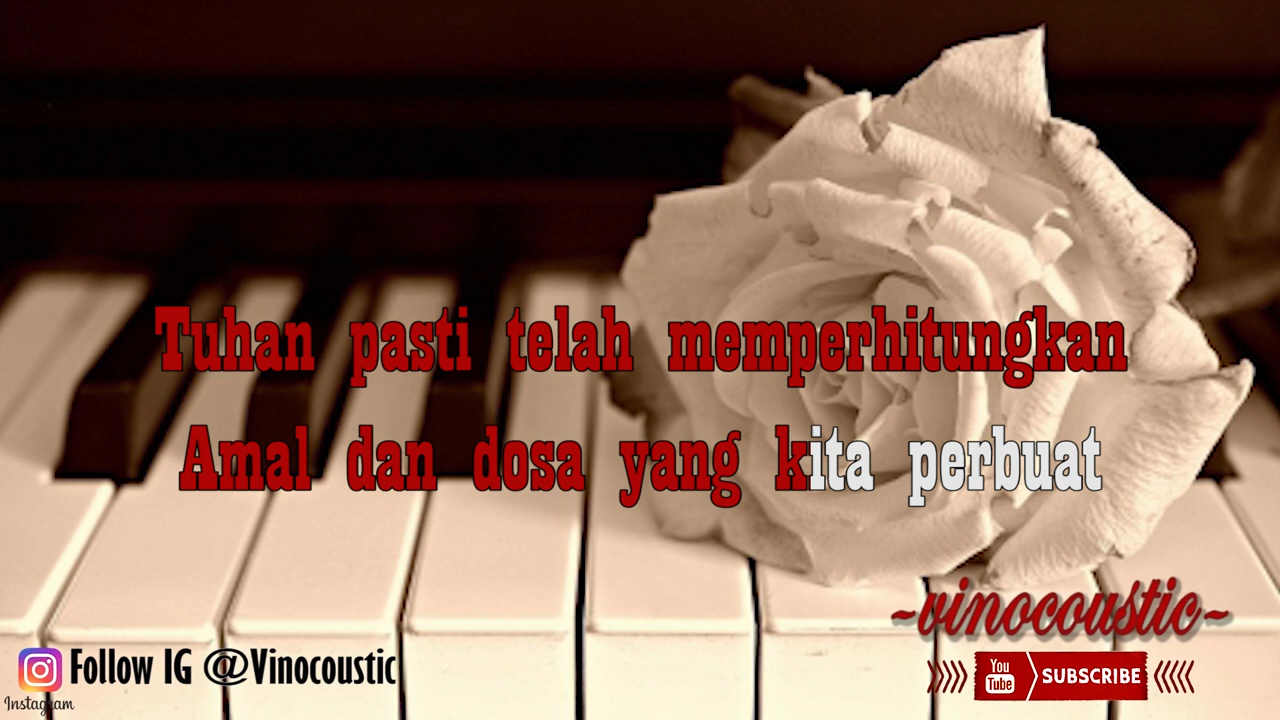 Tuhan pasti telah memperhitungkan
Amal dan dosa yang kita perbuat
~vinocoustic~
Follow IG @Vinocoustic
Instagram
You Tube SUBSCRIBE